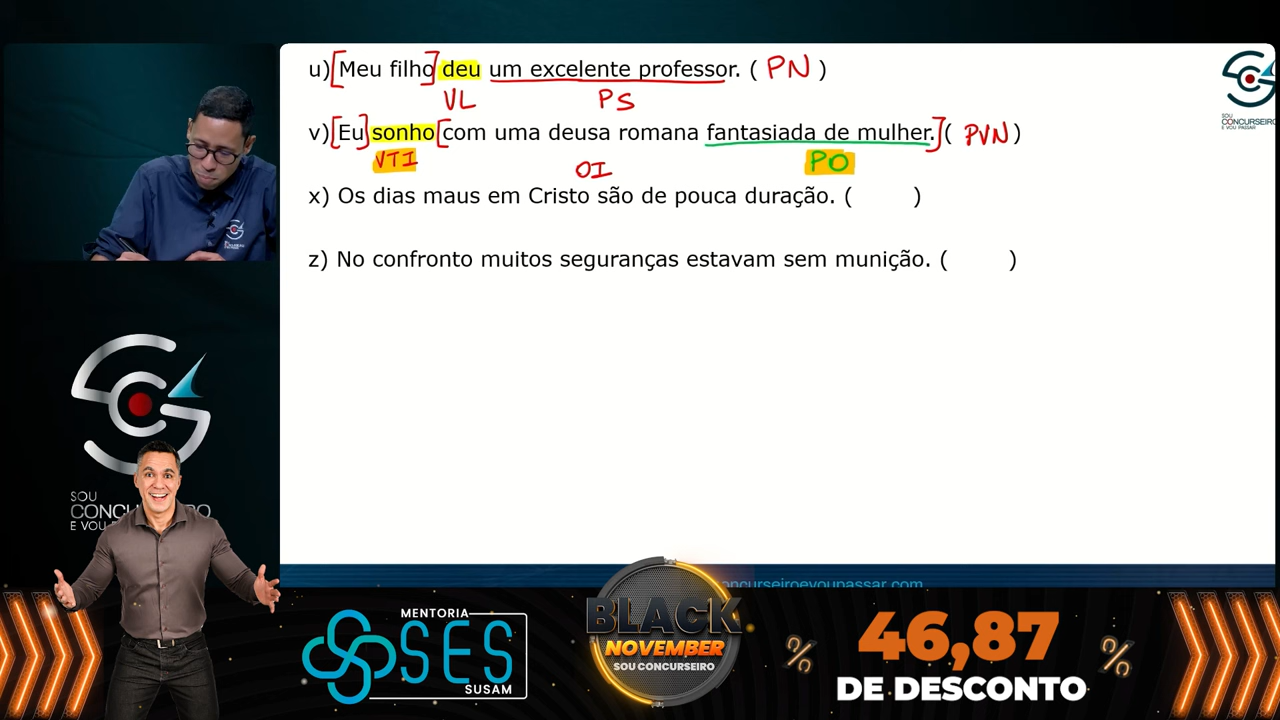 u) [Meu filho] deu um excelente professor. ( PN )
VL PS
v) [Eu] sonho [com uma deusa romana fantasiada de mulher.] ( PVN )
VTI OI PO
x) Os dias maus em Cristo são de pouca duração. ( )
z) No confronto muitos seguranças estavam sem munição. ( )
SOU
CONCURSEIRO
E VOU PASSAR
SOU
CONCU RO
E VOU P
concurseiroevoupassar.com
MENTORIA
SES
SUSAM
BLACK
NOVEMBER
SOU CONCURSEIRO
% 46,87 %
DE DESCONTO